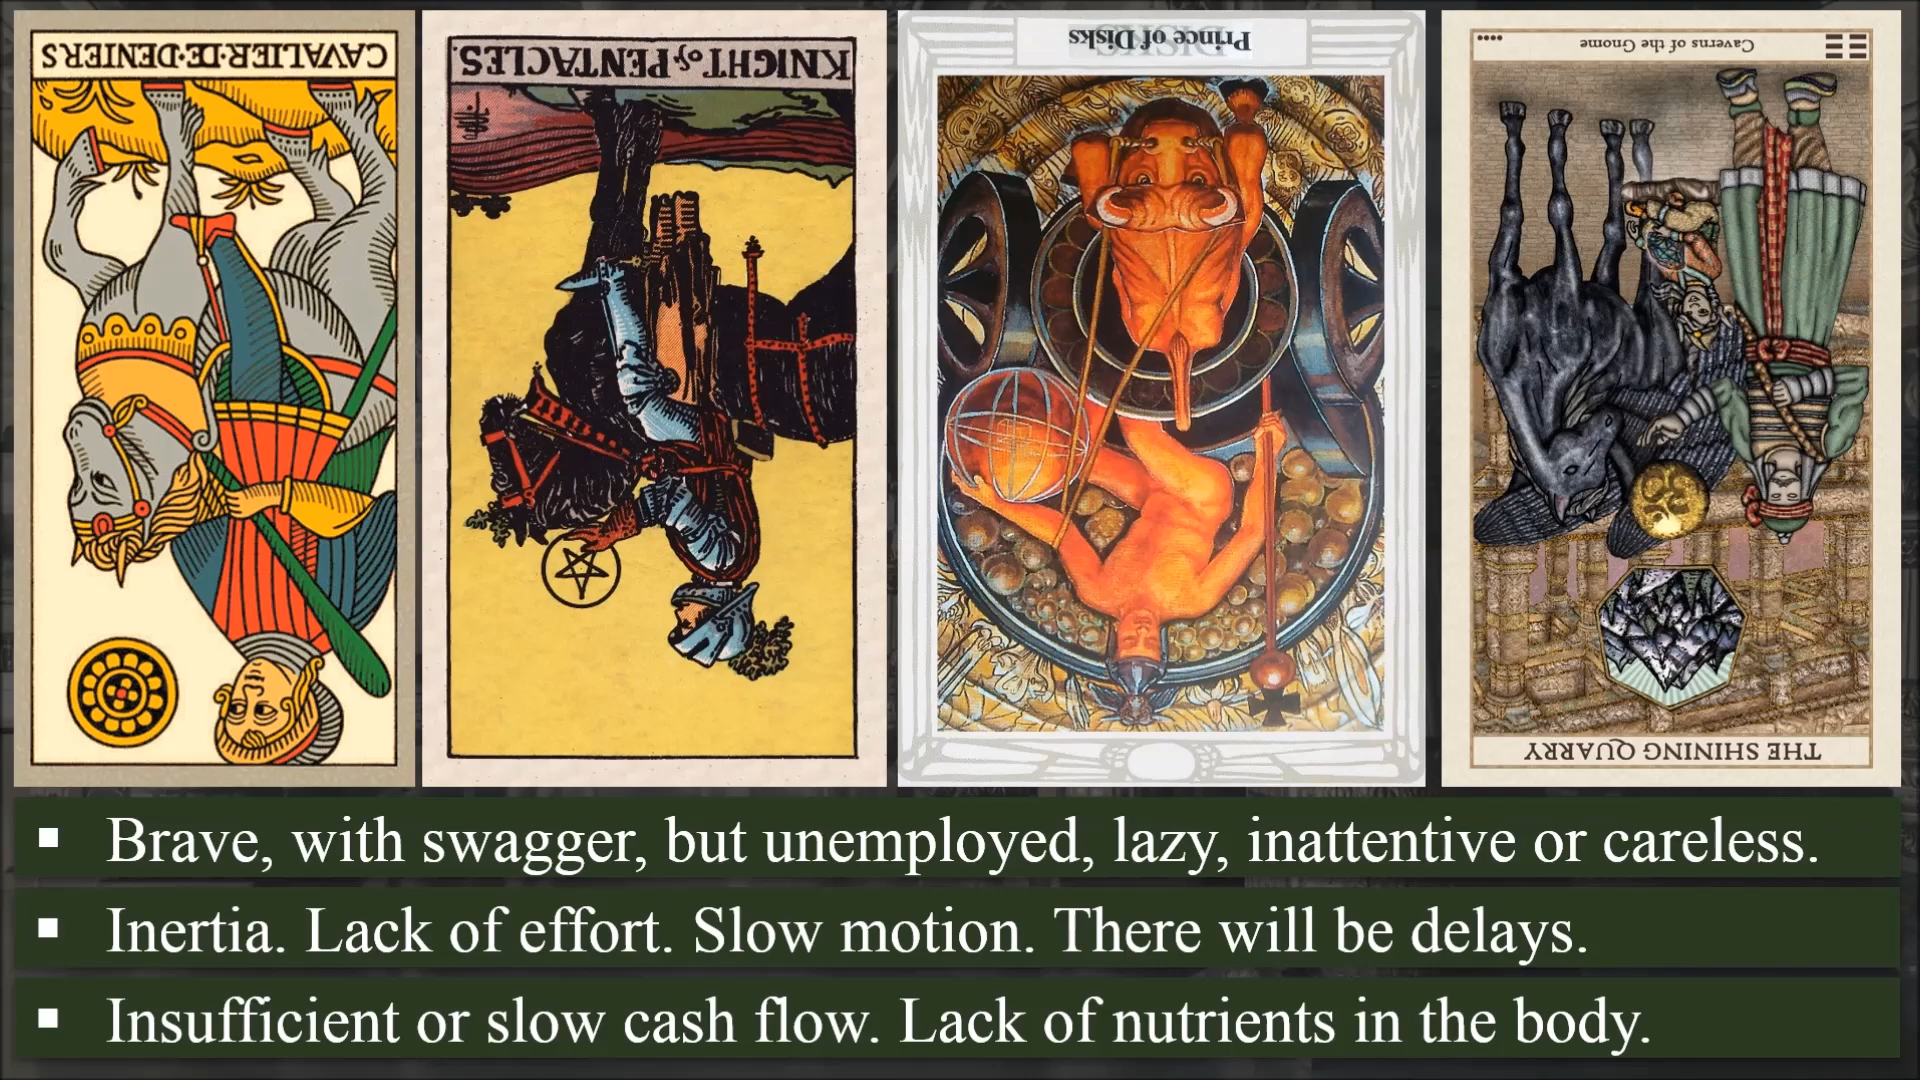 CAVALIER·DE·DENIERS
KNIGHT of PENTACLES.
Prince of Disks
Caverns of the Gnome
THE SHINING QUARRY
▪ Brave, with swagger, but unemployed, lazy, inattentive or careless.
▪ Inertia. Lack of effort. Slow motion. There will be delays.
▪ Insufficient or slow cash flow. Lack of nutrients in the body.